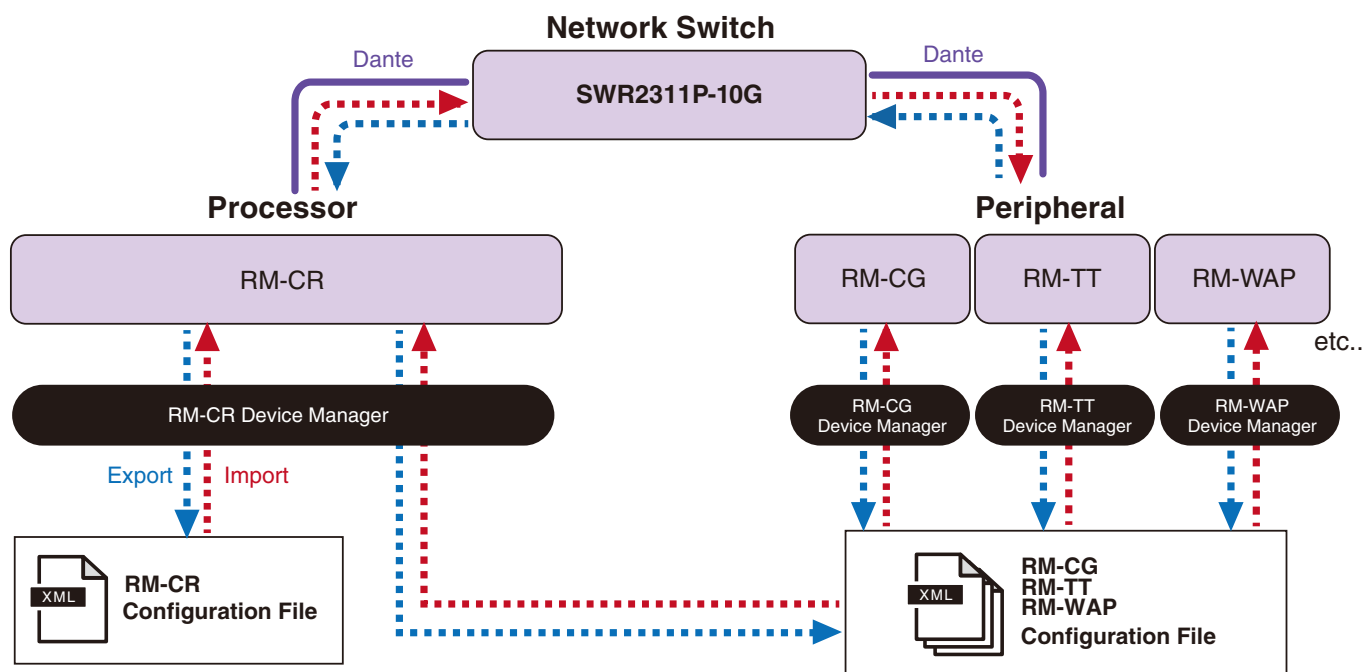 Network Switch
Dante
Dante
SWR2311P-10G
Processor
Peripheral
RM-CR
RM-CG
RM-TT
RM-WAP
etc..
RM-CR Device Manager
RM-CG
Device Manager
RM-TT
Device Manager
RM-WAP
Device Manager
Export
Import
XML
RM-CR
Configuration File
XML
RM-CG
RM-TT
RM-WAP
Configuration File